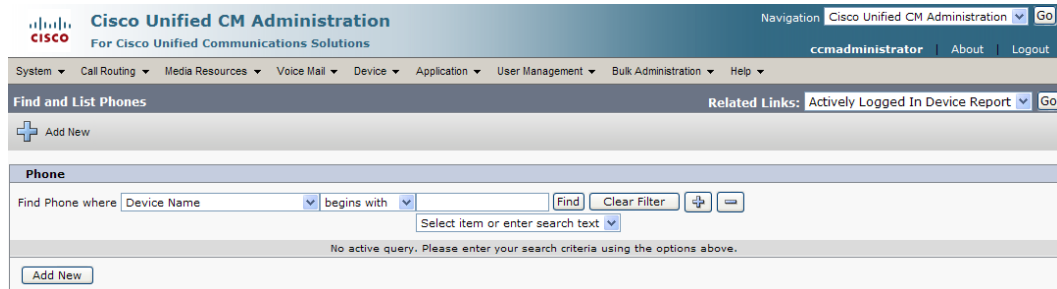 Cisco Unified CM Administration
For Cisco Unified Communications Solutions
CISCO
Navigation Cisco Unified CM Administration Go
ccmadministrator | About | Logout
System Call Routing Media Resources Voice Mail Device Application User Management Bulk Administration Help
Find and List Phones
Related Links: Actively Logged In Device Report Go
Add New
Phone
Find Phone where Device Name begins with Find Clear Filter
Select item or enter search text
No active query. Please enter your search criteria using the options above.
Add New